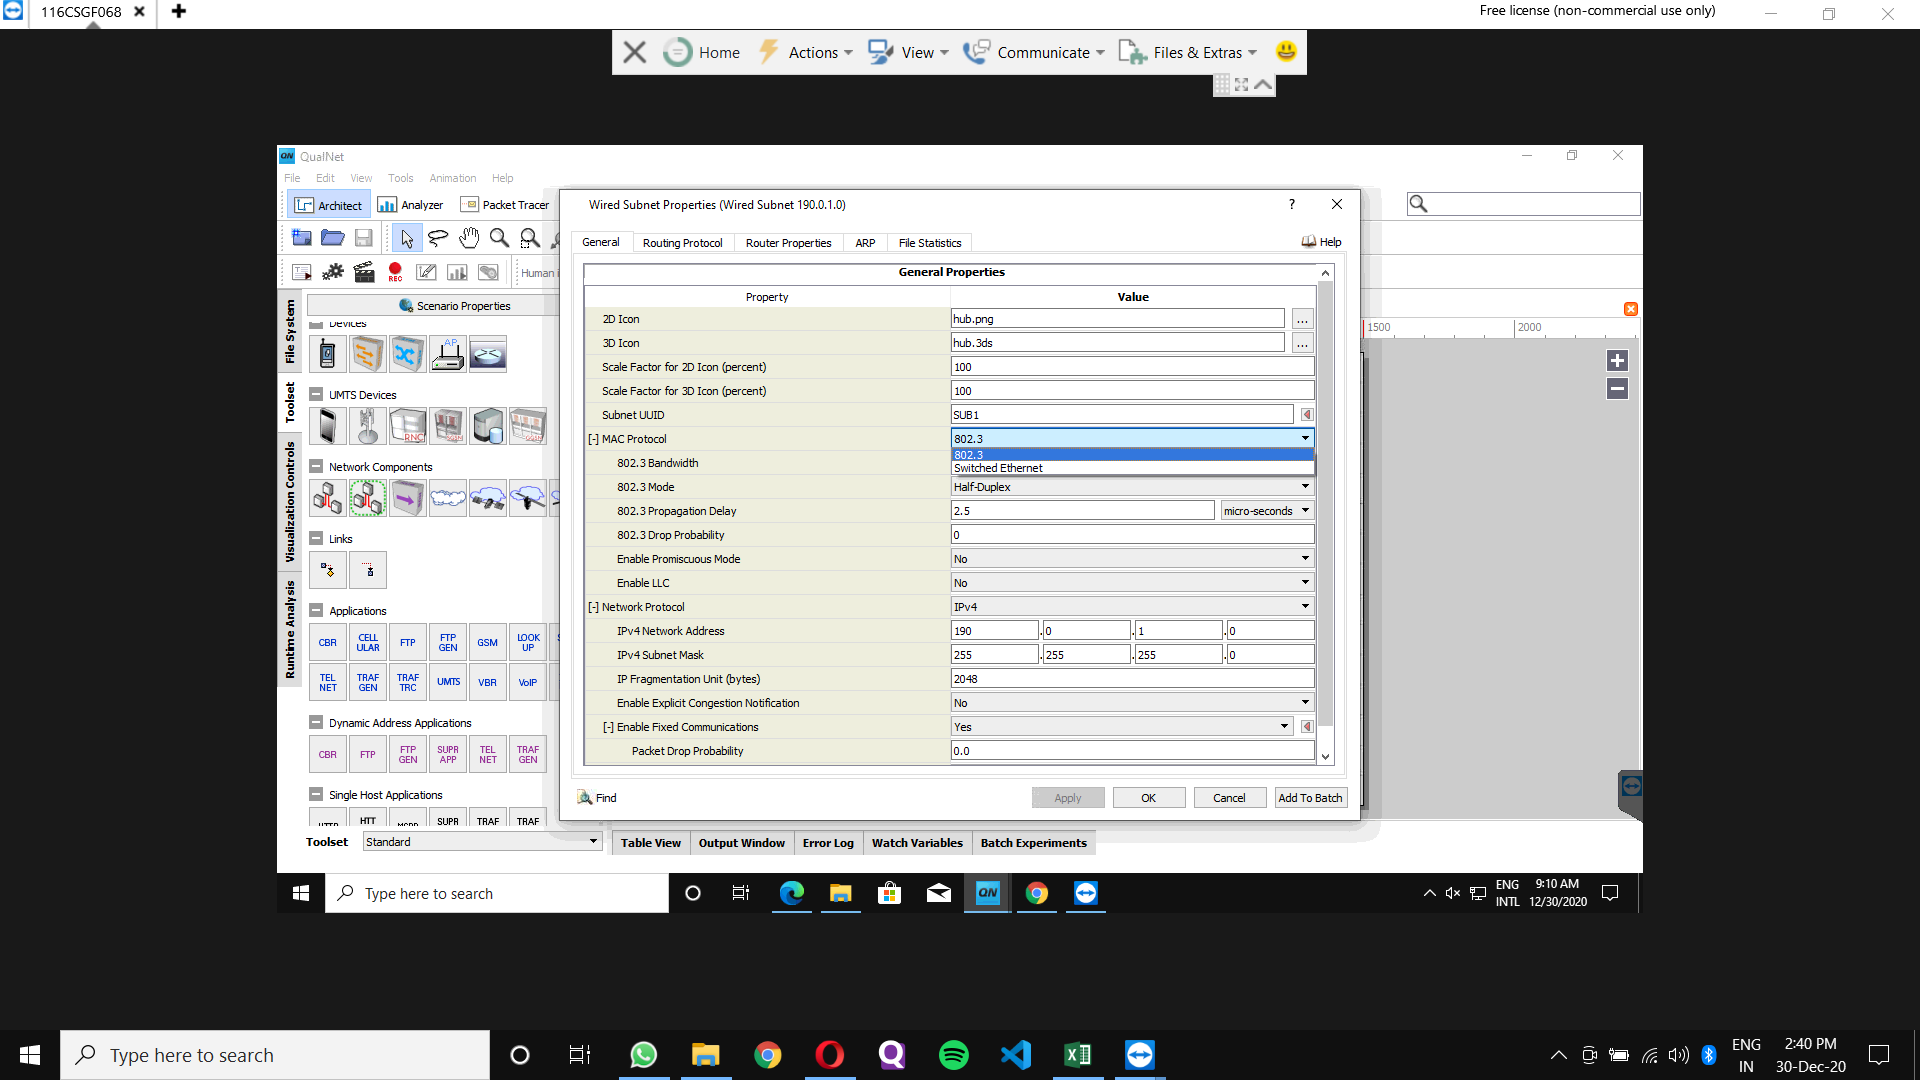 116CSGF068
Free license (non-commercial use only)
Home
Actions
View
Communicate
Files & Extras
QN QualNet
File Edit View Tools Animation Help
Architect
Analyzer
Packet Tracer
REC
Human i
Scenario Properties
File System
Toolset
Visualization Controls
Runtime Analysis
Devices
AP
UMTS Devices
RNC
Network Components
Links
Applications
CBR
CELL ULAR
FTP
FTP GEN
GSM
LOOK UP
TEL NET
TRAF GEN
TRAF TRC
UMTS
VBR
VoIP
Dynamic Address Applications
CBR
FTP
FTP GEN
SUPR APP
TEL NET
TRAF GEN
Single Host Applications
HTTP
HTT
MCBR
SUPR
TRAF
TRAF
Toolset
Standard
Wired Subnet Properties (Wired Subnet 190.0.1.0)
?
General
Routing Protocol
Router Properties
ARP
File Statistics
Help
General Properties
Property Value
2D Icon hub.png ...
3D Icon hub.3ds ...
Scale Factor for 2D Icon (percent) 100
Scale Factor for 3D Icon (percent) 100
Subnet UUID SUB1
[-] MAC Protocol 802.3
802.3
802.3 Bandwidth
Switched Ethernet
802.3 Mode Half-Duplex
802.3 Propagation Delay 2.5 micro-seconds
802.3 Drop Probability 0
Enable Promiscuous Mode No
Enable LLC No
[-] Network Protocol IPv4
IPv4 Network Address 190 . 0 . 1 . 0
IPv4 Subnet Mask 255 . 255 . 255 . 0
IP Fragmentation Unit (bytes) 2048
Enable Explicit Congestion Notification No
[-] Enable Fixed Communications Yes
Packet Drop Probability 0.0
Find
Apply
OK
Cancel
Add To Batch
1500
2000
Table View
Output Window
Error Log
Watch Variables
Batch Experiments
Type here to search
QN
ENG
INTL
9:10 AM
12/30/2020
Type here to search
ENG
IN
2:40 PM
30-Dec-20